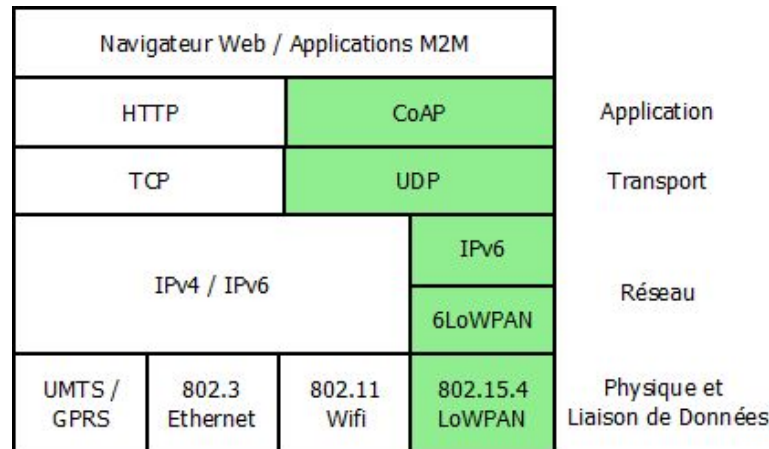 Navigateur Web / Applications M2M
HTTP
CoAP
Application
TCP
UDP
Transport
IPv4 / IPv6
IPv6
6LoWPAN
Réseau
UMTS /
GPRS
802.3
Ethernet
802.11
Wifi
802.15.4
LoWPAN
Physique et
Liaison de Données